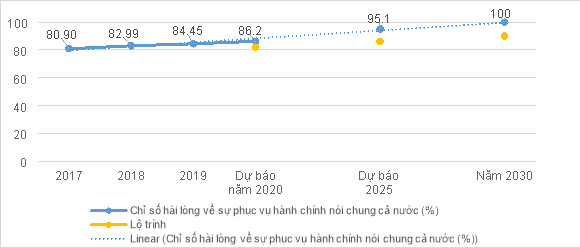 100
80
60
40
20
0
80.90
82.99
84.45
86.2
95.1
100
2017
2018
2019
Dự báo
năm 2020
Dự báo
2025
Năm 2030
Chỉ số hài lòng về sự phục vụ hành chính nói chung cả nước (%)
Lộ trình
Linear (Chỉ số hài lòng về sự phục vụ hành chính nói chung cả nước (%))